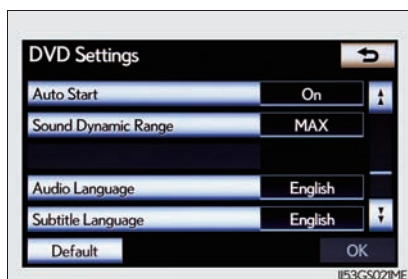 DVD Settings
Auto Start On
Sound Dynamic Range MAX
Audio Language English
Subtitle Language English
Default OK
II53GS021ME